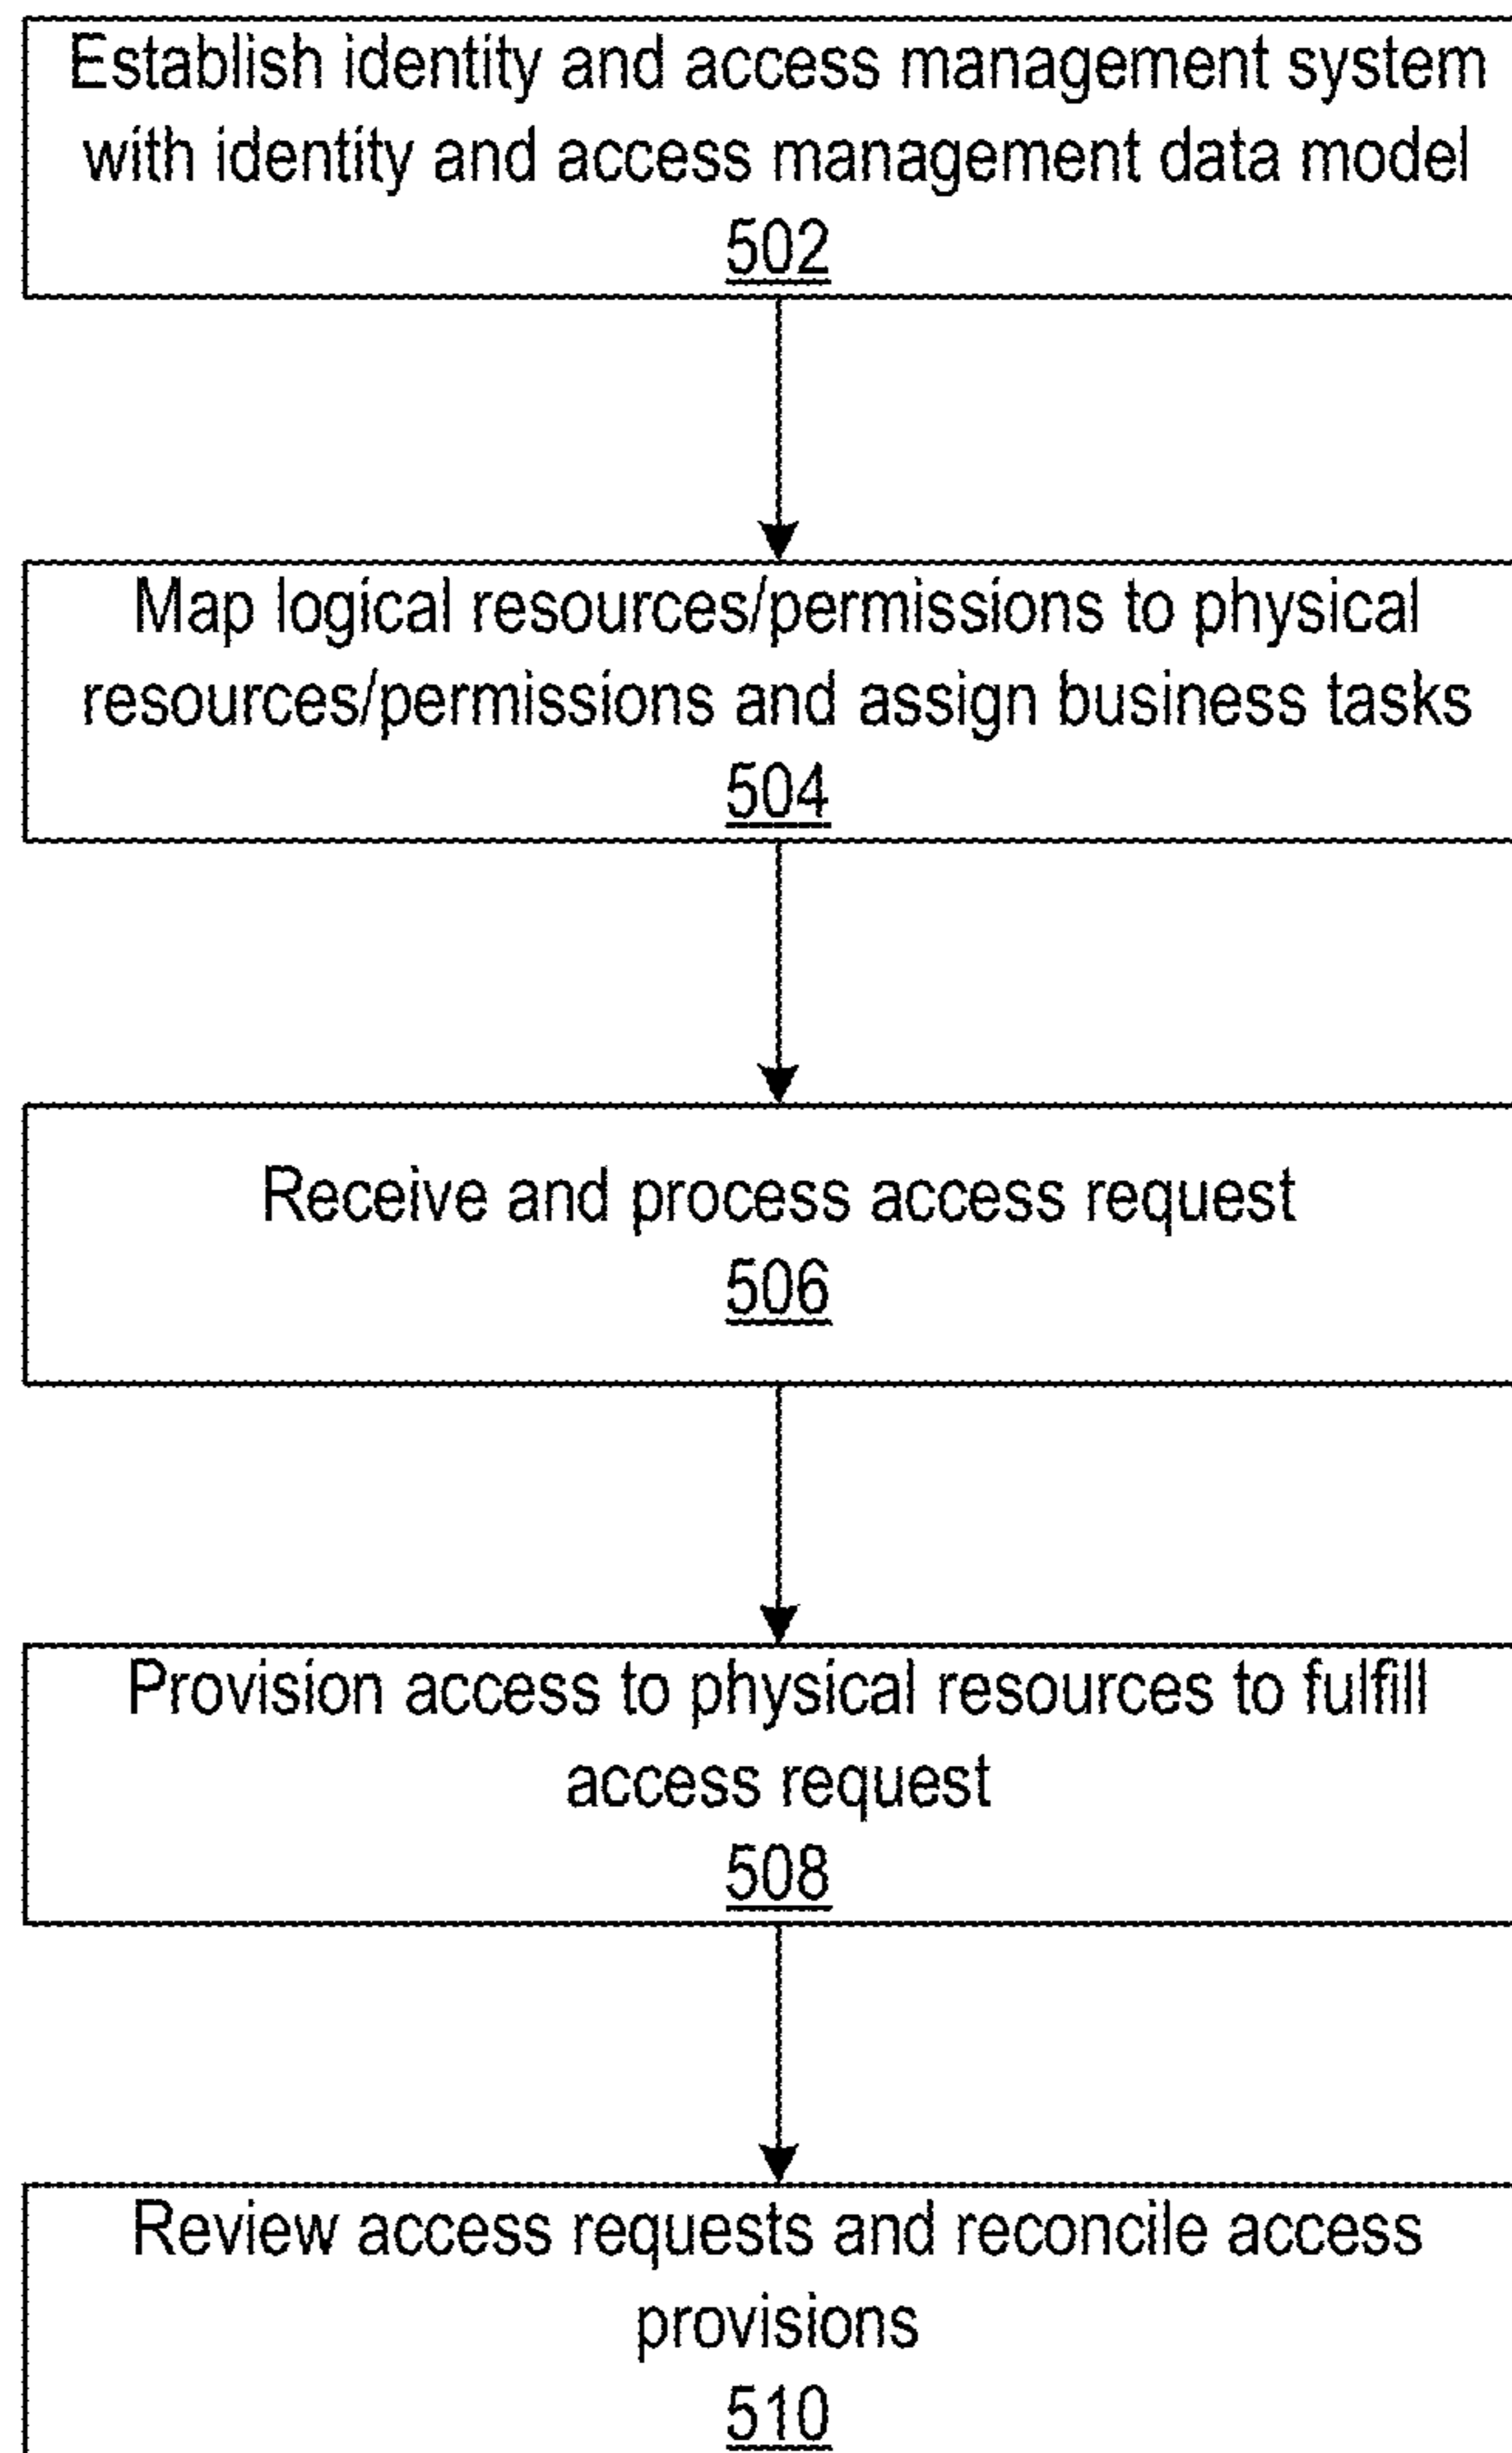 Establish identity and access management system
with identity and access management data model
502
Map logical resources/permissions to physical
resources/permissions and assign business tasks
504
Receive and process access request
506
Provision access to physical resources to fulfill
access request
508
Review access requests and reconcile access
provisions
510